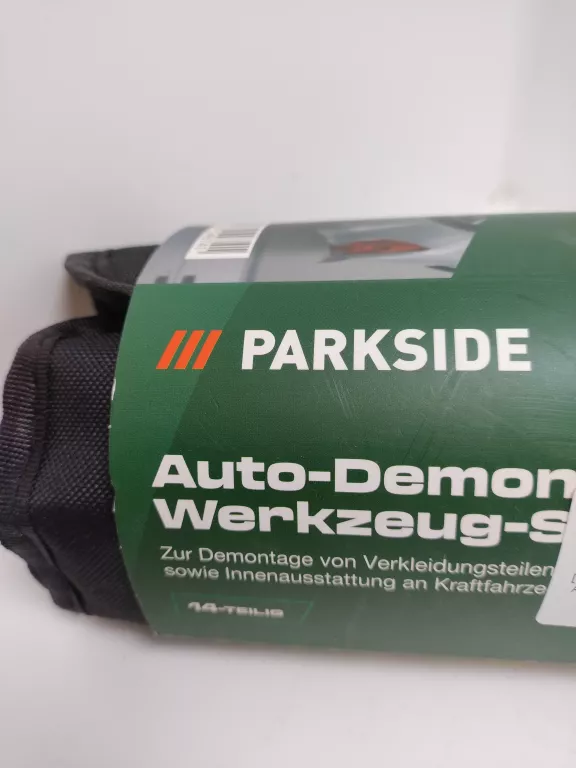 PARKSIDE
Auto-Demon
Werkzeug-S
Zur Demontage von Verkleidungsteilen
sowie Innenausstattung an Kraftfahrze
14-TEILIG